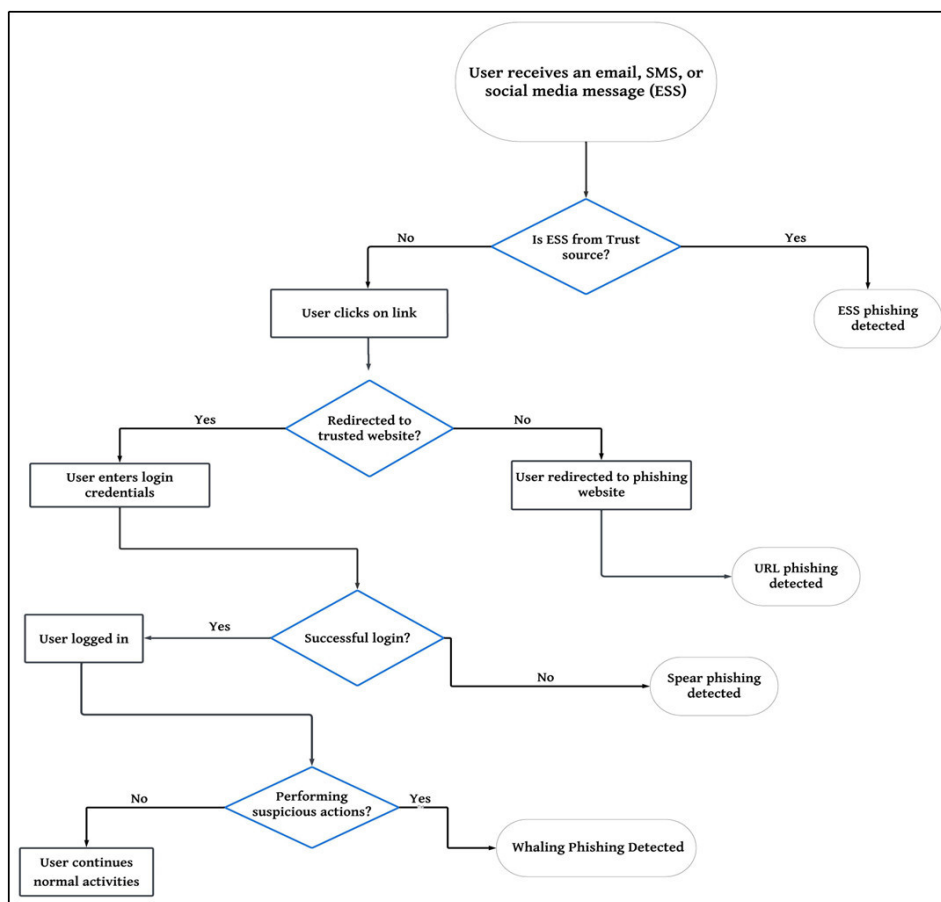 User receives an email, SMS, or
social media message (ESS)
Is ESS from Trust
source?
No
Yes
User clicks on link
ESS phishing
detected
Redirected to
trusted website?
Yes
No
User enters login
credentials
User redirected to phishing
website
URL phishing
detected
User logged in
Yes
Successful login?
No
Spear phishing
detected
Performing
suspicious actions?
No
Yes
User continues
normal activities
Whaling Phishing Detected